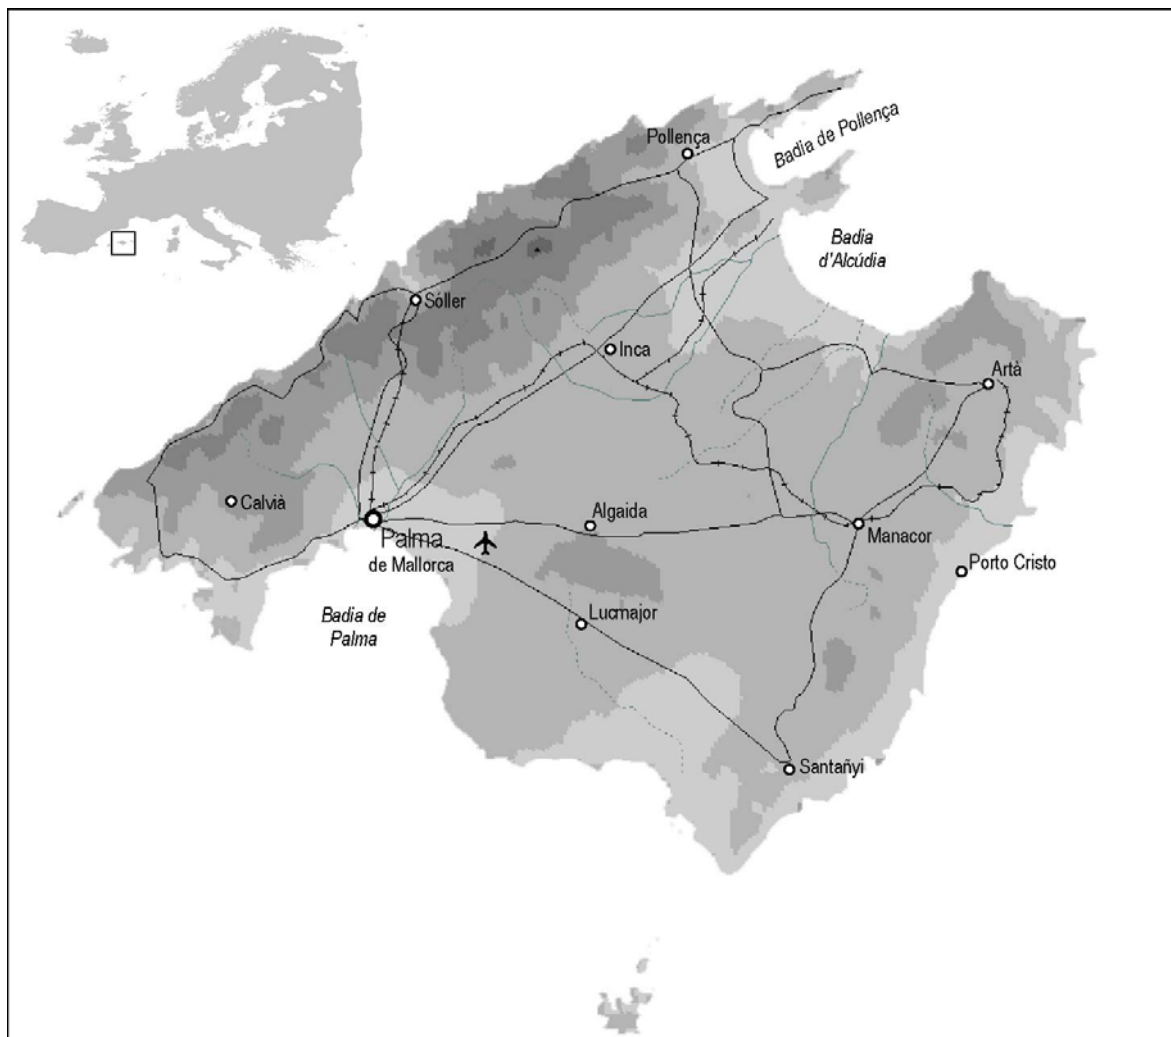 Pollença
Badia de Pollença
Badia
d'Alcúdia
Sóller
Inca
Artà
Calvià
Algaida
Palma
de Mallorca
Manacor
Porto Cristo
Badia de
Palma
Lucmajor
Santañyi